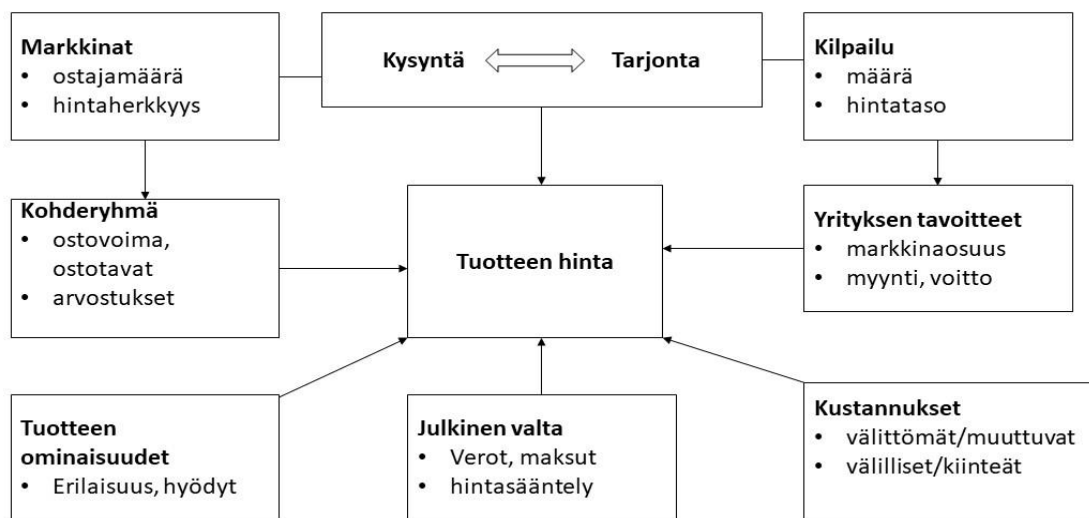 Markkinat
• ostajamäärä
• hintaherkkyys
Kysyntä Tarjonta
Kilpailu
• määrä
• hintataso
Kohderyhmä
• ostovoima,
ostotavat
• arvostukset
Tuotteen hinta
Yrityksen tavoitteet
• markkinaosuus
• myynti, voitto
Tuotteen
ominaisuudet
• Erilaisuus, hyödyt
Julkinen valta
• Verot, maksut
• hintasääntely
Kustannukset
• välittömät/muuttuvat
• välilliset/kiinteät